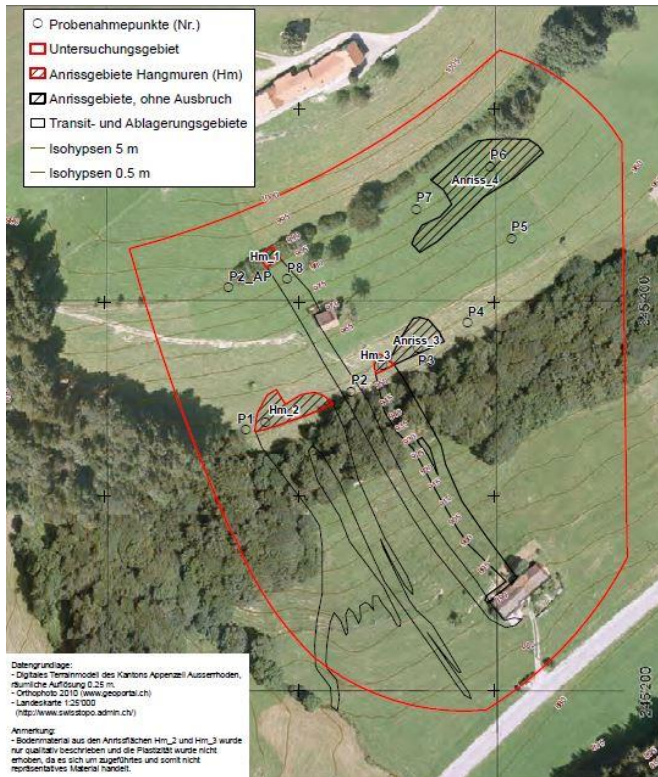 Probenahmepunkte (Nr.)
Untersuchungsgebiet
Anrissgebiete Hangmuren (Hm)
Anrissgebiete, ohne Ausbruch
Transit- und Ablagerungsgebiete
Isohypsen 5 m
Isohypsen 0.5 m
P6
Anriss_4
P7
P5
Hm_1
P8
P2_AP
245'200
P4
Anriss_3
Hm_3
P3
P2
Hm_2
P1
Datengrundlage:
- Digitales Terrainmodel des Kantons Appenzell Ausserrhoden,
räumliche Auflösung 0.25 m.
- Orthophoto 2010 (www.geoportal.ch)
- Landeskarte 1:25'000
(http://www.swisstopo.admin.ch/)
Anmerkung:
- Bodenmaterial aus den Anrissflächen Hm_2 und Hm_3 wurde
nur qualitativ beschrieben und die Plastizität wurde nicht
erhoben, da es sich um zugeführtes und somit nicht
repräsentatives Material handelt.